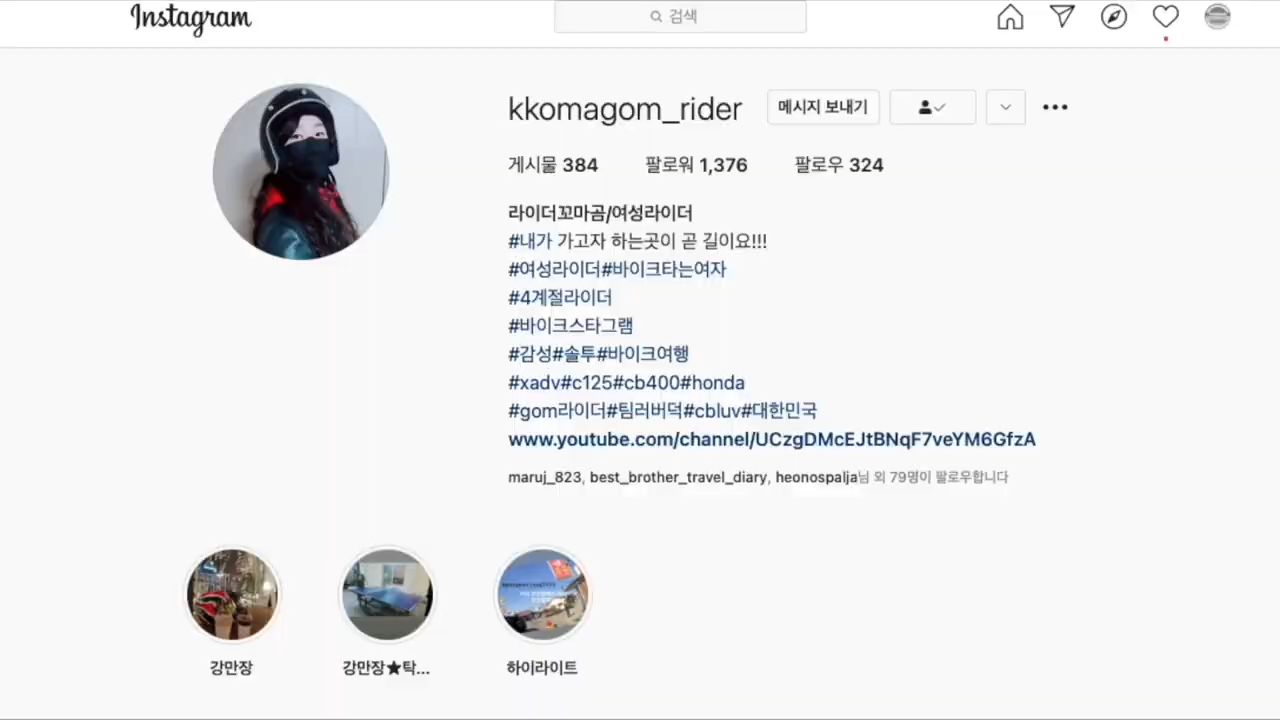 Instagram
검색
kkomagom_rider
메시지 보내기
게시물 384 팔로워 1,376 팔로우 324
라이더꼬마곰/여성라이더
#내가 가고자 하는곳이 곧 길이요!!!
#여성라이더#바이크타는여자
#4계절라이더
#바이크스타그램
#감성#솔투#바이크여행
#xadv#c125#cb400#honda
#gom라이더#팀러버덕#cbluv#대한민국
www.youtube.com/channel/UCzgDMcEJtBNqF7veYM6GfzA
maruj_823, best_brother_travel_diary, heonospalja님 외 79명이 팔로우합니다
강만장
강만장★탁...
하이라이트